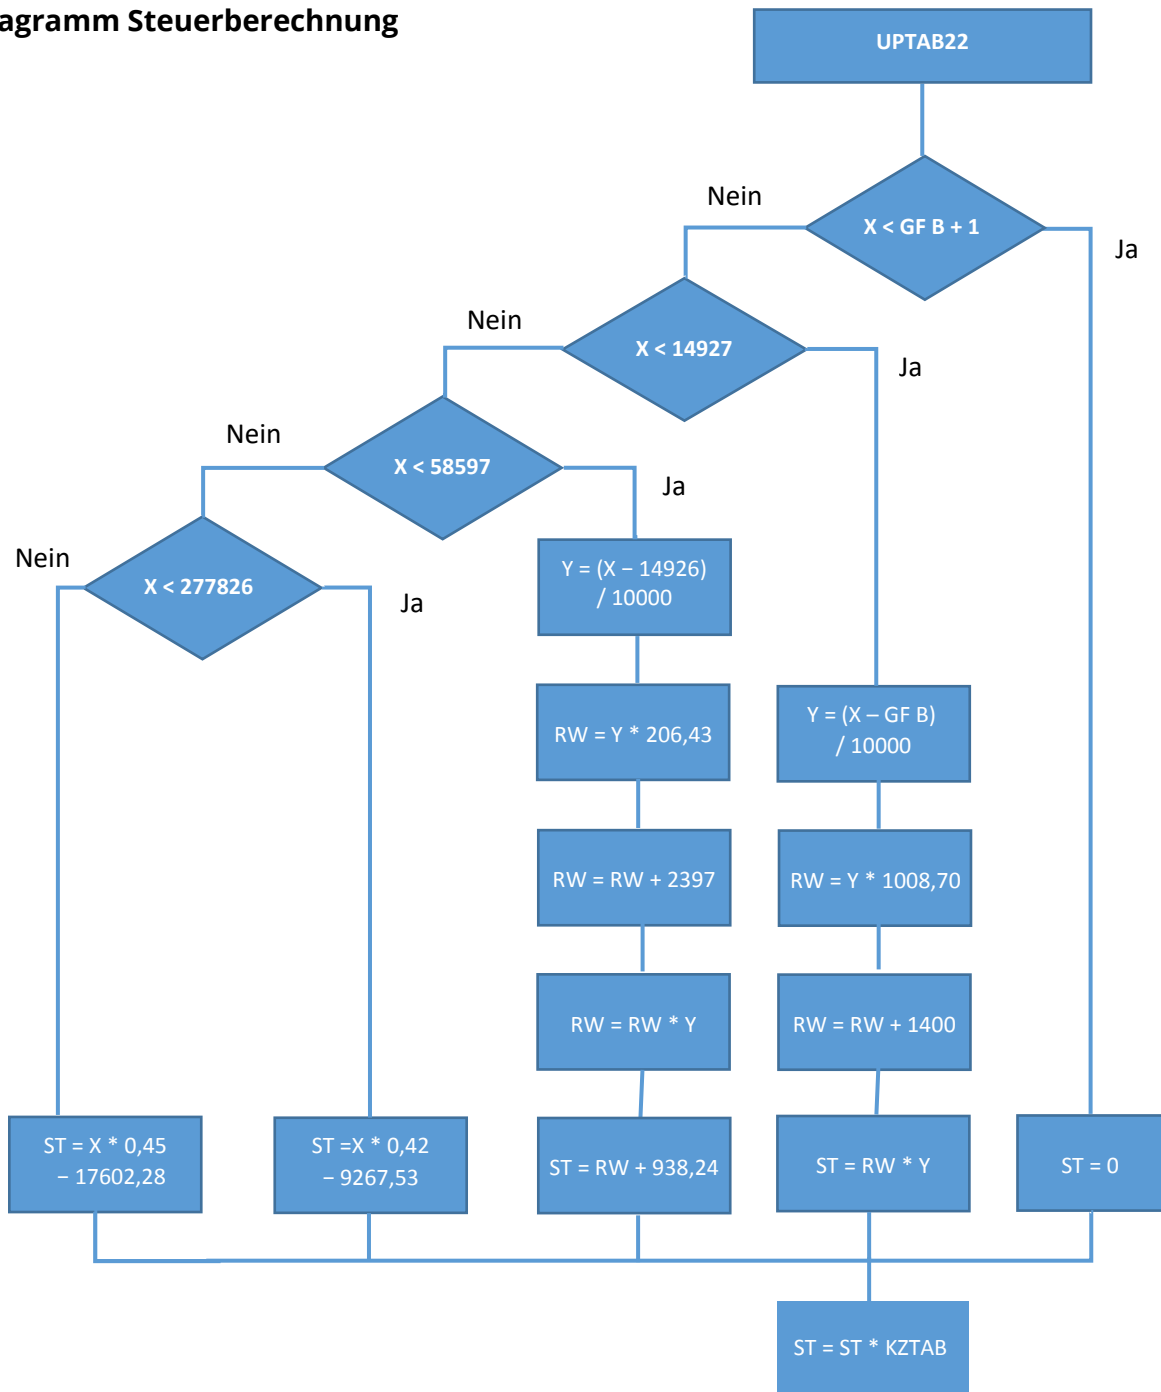 agramm Steuerberechnung
UPTAB22
Nein
X < GF B + 1
Ja
Nein
X < 14927
Ja
Nein
X < 58597
Ja
Nein
X < 277826
Ja
Y = (X − 14926)
/ 10000
RW = Y * 206,43
Y = (X – GF B)
/ 10000
RW = RW + 2397
RW = Y * 1008,70
RW = RW * Y
RW = RW + 1400
ST = X * 0,45
− 17602,28
ST =X * 0,42
− 9267,53
ST = RW + 938,24
ST = RW * Y
ST = 0
ST = ST * KZTAB